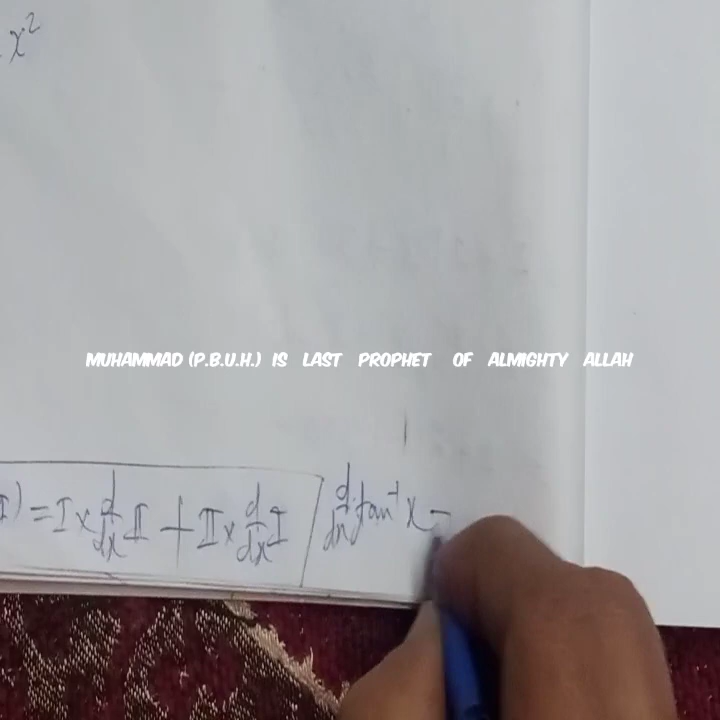 x²
MUHAMMAD (P.B.U.H.) IS LAST PROPHET OF ALMIGHTY ALLAH
I) = I × d/dx II + II × d/dx I
d/dx tan⁻¹ x =